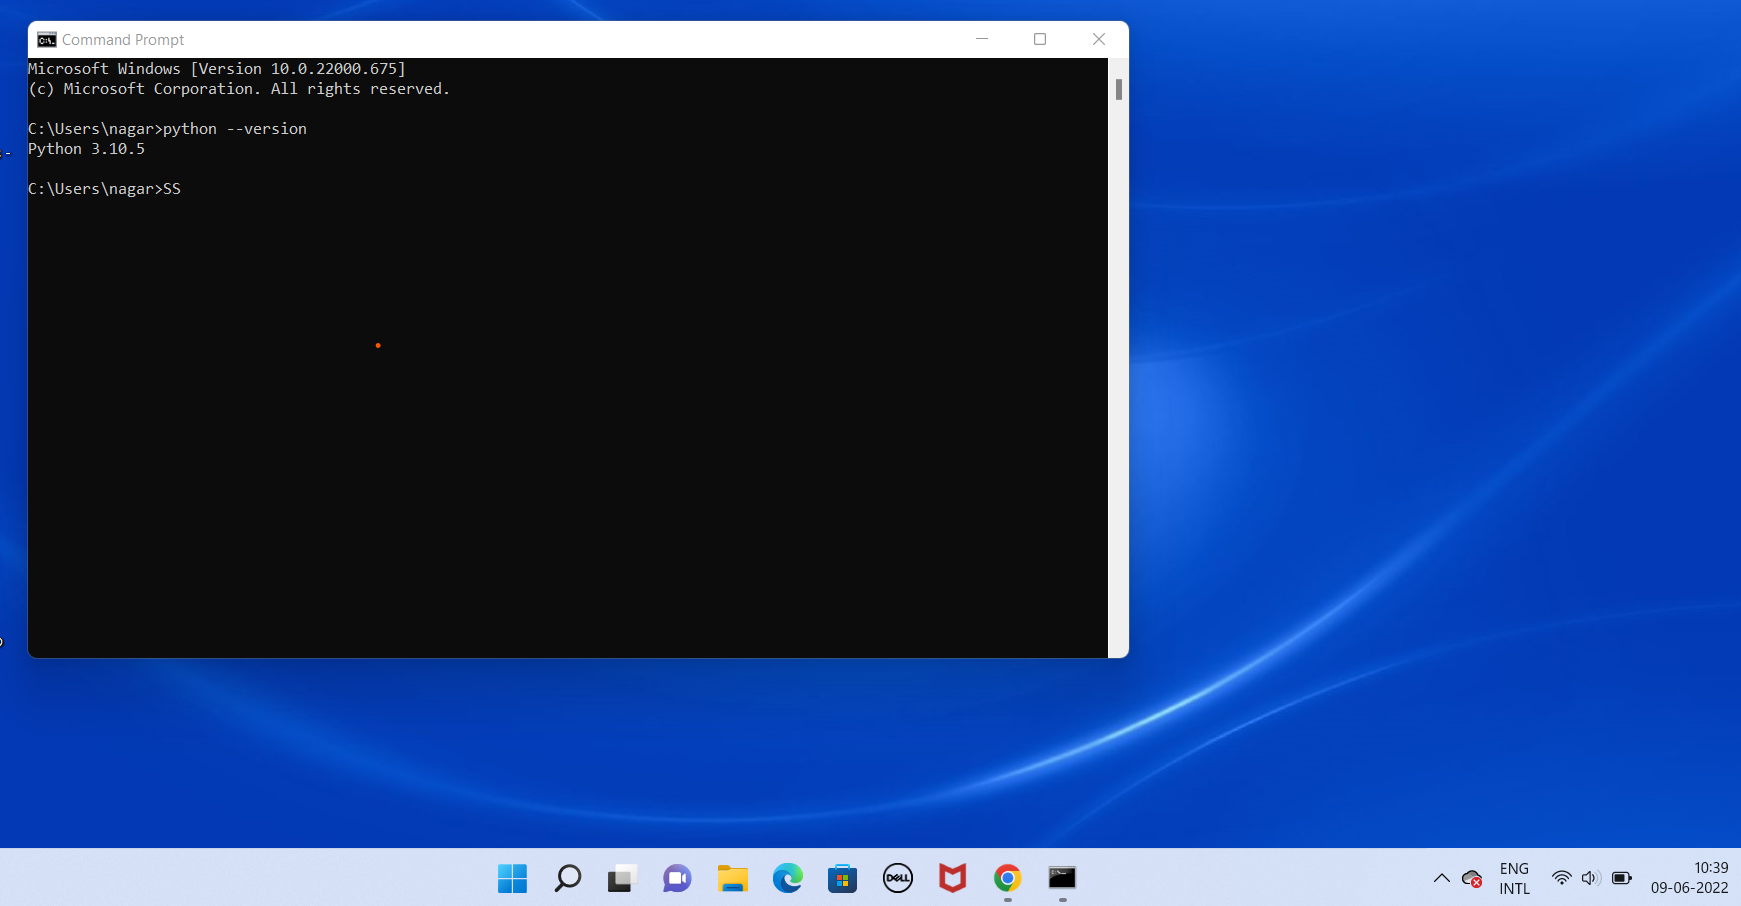 Command Prompt
Microsoft Windows [Version 10.0.22000.675]
(c) Microsoft Corporation. All rights reserved.
C:\Users\nagar>python --version
Python 3.10.5
C:\Users\nagar>SS
DELL
ENG
INTL
10:39
09-06-2022